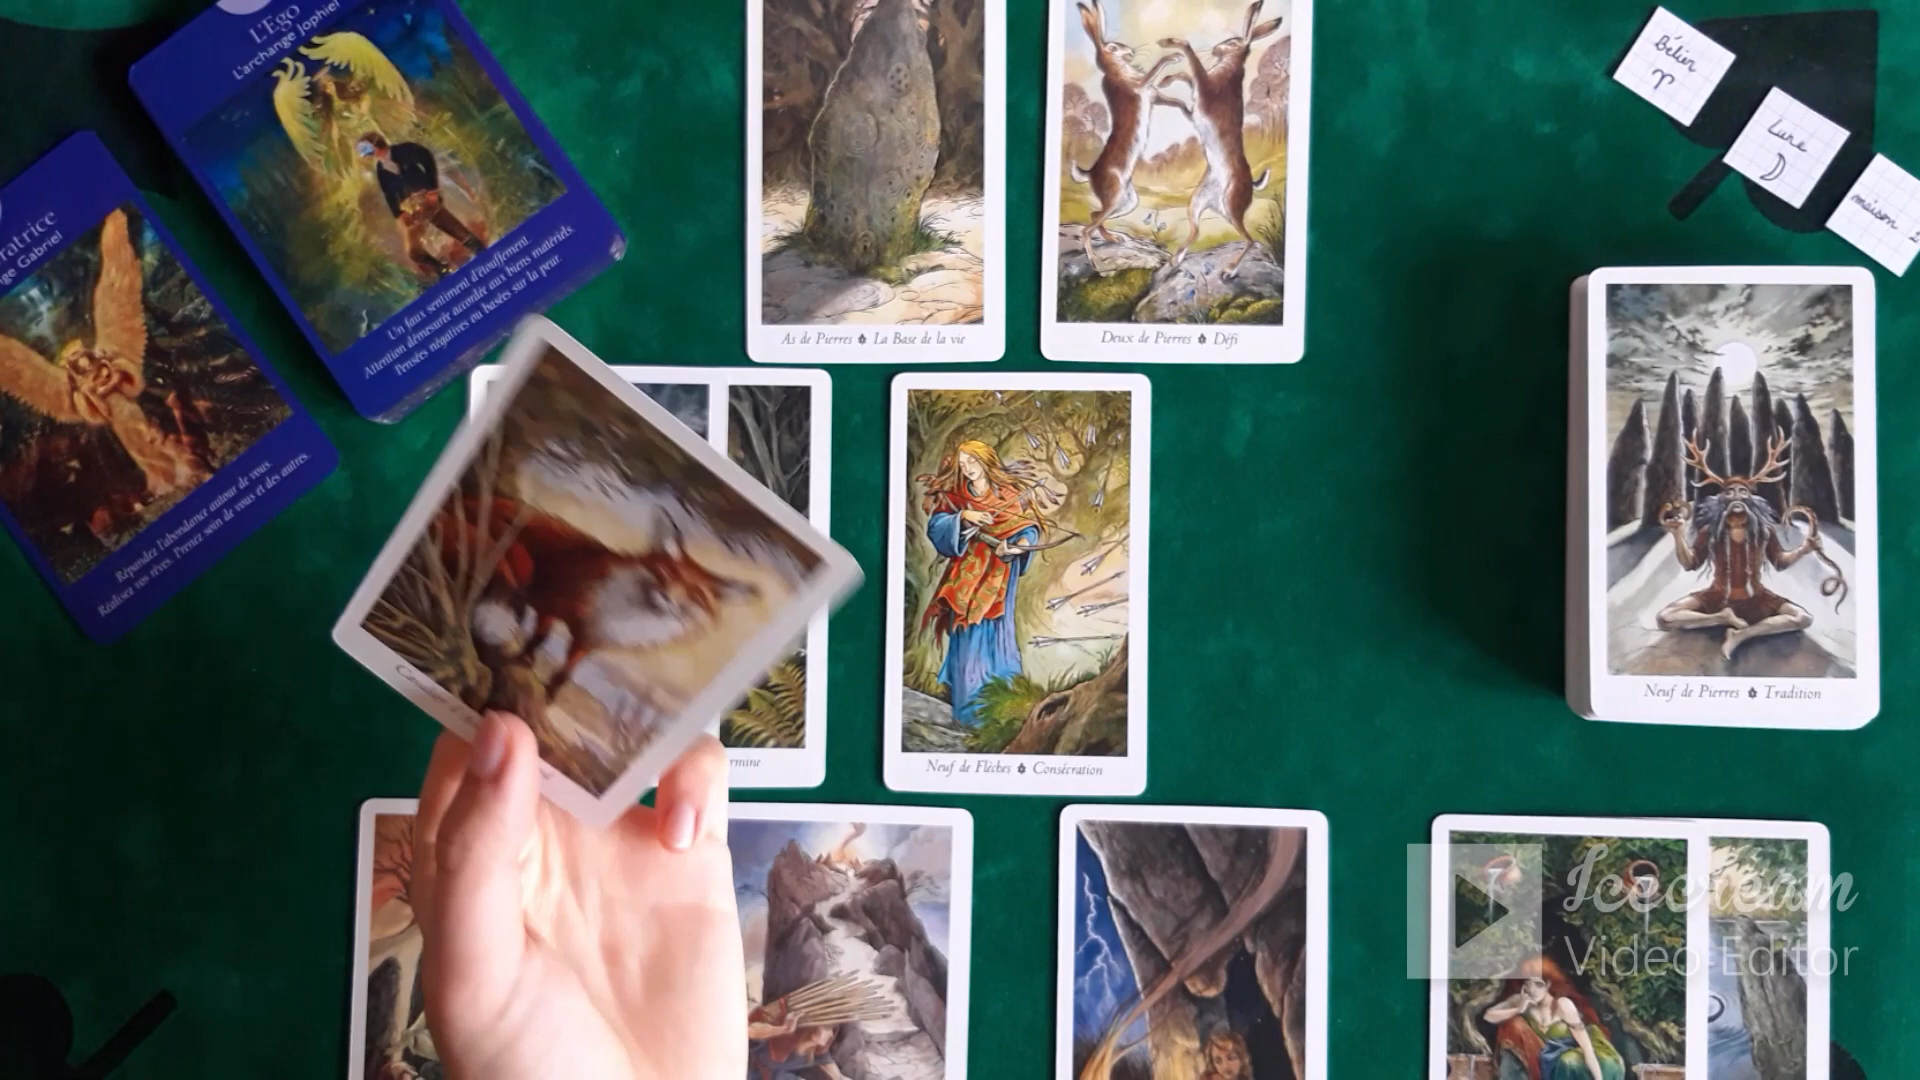 L'Ego
L'archange Jophiel
Un faux sentiment d'étouffement.
Attention démesurée accordée aux biens matériels.
Pensées négatives ou basées sur la peur.
Gabriel
Répandez l'abondance autour de vous.
Réalisez vos rêves. Prenez soin de vous et des autres.
As de Pierres La Base de la vie
Deux de Pierres Défi
Bélier ♈
Lune ☽
maison
Neuf de Flèches Consécration
Neuf de Pierres Tradition
Icecream
Video Editor